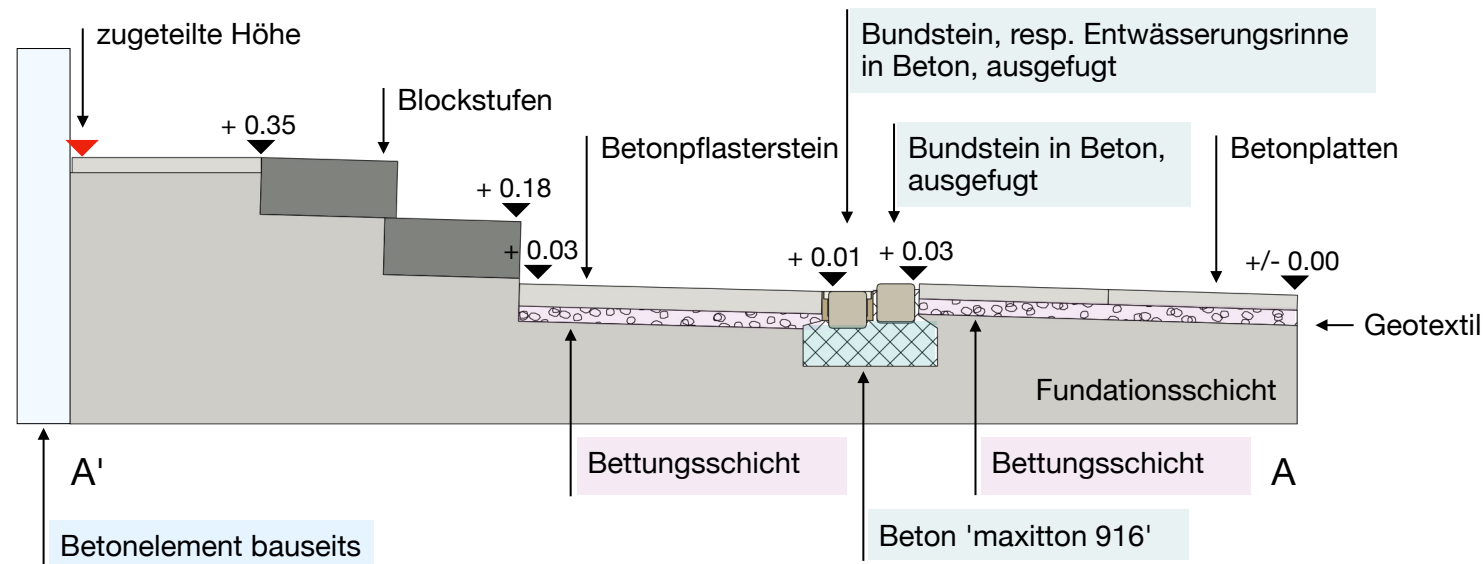 zugeteilte Höhe
Bundstein, resp. Entwässerungsrinne
in Beton, ausgefugt
Blockstufen
+ 0.35
Betonpflasterstein
Bundstein in Beton,
ausgefugt
Betonplatten
+ 0.18
+ 0.03
+ 0.01
+ 0.03
+/- 0.00
Geotextil
Fundationsschicht
A'
Bettungsschicht
Bettungsschicht
A
Betonelement bauseits
Beton 'maxitton 916'